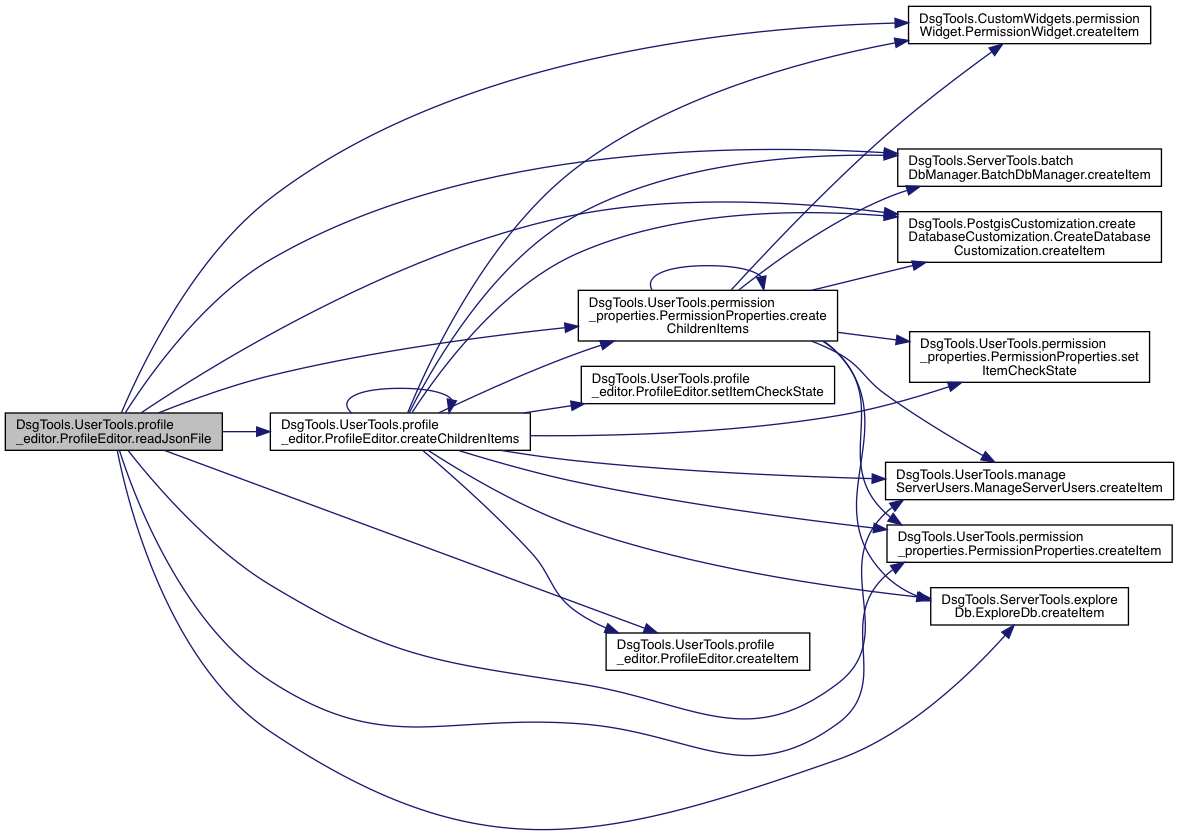 DsgTools.CustomWidgets.permission
Widget.PermissionWidget.createItem
DsgTools.ServerTools.batch
DbManager.BatchDbManager.createItem
DsgTools.PostgisCustomization.create
DatabaseCustomization.CreateDatabase
Customization.createItem
DsgTools.UserTools.permission
_properties.PermissionProperties.create
ChildrenItems
DsgTools.UserTools.permission
_properties.PermissionProperties.set
ItemCheckState
DsgTools.UserTools.profile
_editor.ProfileEditor.setItemCheckState
DsgTools.UserTools.profile
_editor.ProfileEditor.readJsonFile
DsgTools.UserTools.profile
_editor.ProfileEditor.createChildrenItems
DsgTools.UserTools.manage
ServerUsers.ManageServerUsers.createItem
DsgTools.UserTools.permission
_properties.PermissionProperties.createItem
DsgTools.ServerTools.explore
Db.ExploreDb.createItem
DsgTools.UserTools.profile
_editor.ProfileEditor.createItem